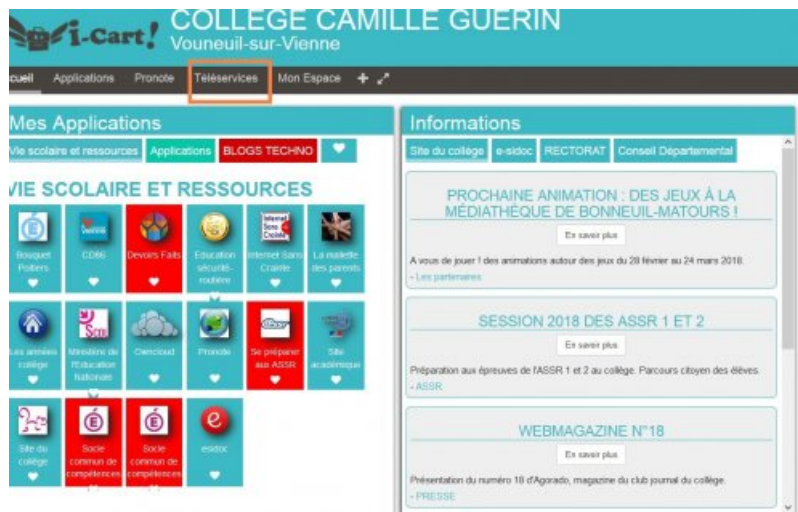 i-Cart!
COLLEGE CAMILLE GUERIN
Vouneuil-sur-Vienne
cueil Applications Pronote Téléservices Mon Espace
Mes Applications
Vie scolaire et ressources Applications BLOGS TECHNO
VIE SCOLAIRE ET RESSOURCES
Bouquet
Poitiers
CD86
Devoirs Faits
Education
sécurité-
routière
Internet
Sans
Crainte
Internet Sans
Crainte
La mallette
des parents
Les années
collège
Ministère de
l'Education
Nationale
Owncloud
Pronote
Se préparer
aux ASSR
Site
académique
Site du
collège
Socle
commun de
compétences
Socle
commun de
compétences
esidoc
Informations
Site du collège e-sidoc RECTORAT Conseil Départemental
PROCHAINE ANIMATION : DES JEUX À LA
MÉDIATHÈQUE DE BONNEUIL-MATOURS !
En savoir plus
A vous de jouer ! des animations autour des jeux du 28 février au 24 mars 2018.
- Les partenaires
SESSION 2018 DES ASSR 1 ET 2
En savoir plus
Préparation aux épreuves de l'ASSR 1 et 2 au collège. Parcours citoyen des élèves.
- ASSR
WEBMAGAZINE N°18
En savoir plus
Présentation du numéro 18 d'Agorado, magazine du club journal du collège.
- PRESSE